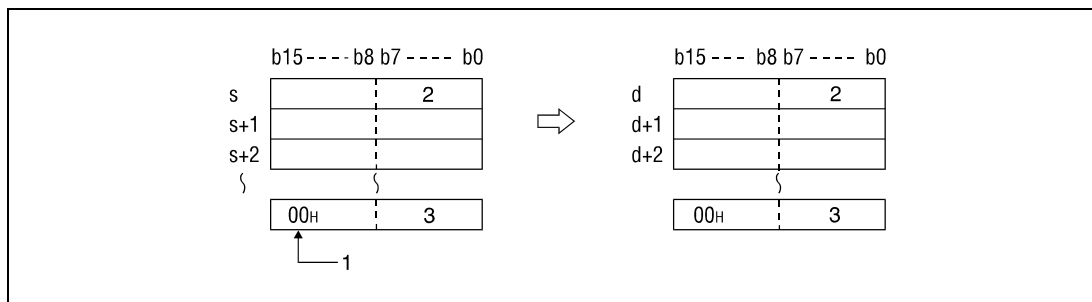 b15 ---- b8 b7 ---- b0 b15 ---- b8 b7 ---- b0
s 2 d 2
s+1 d+1
s+2 d+2
00H 3 00H 3
1